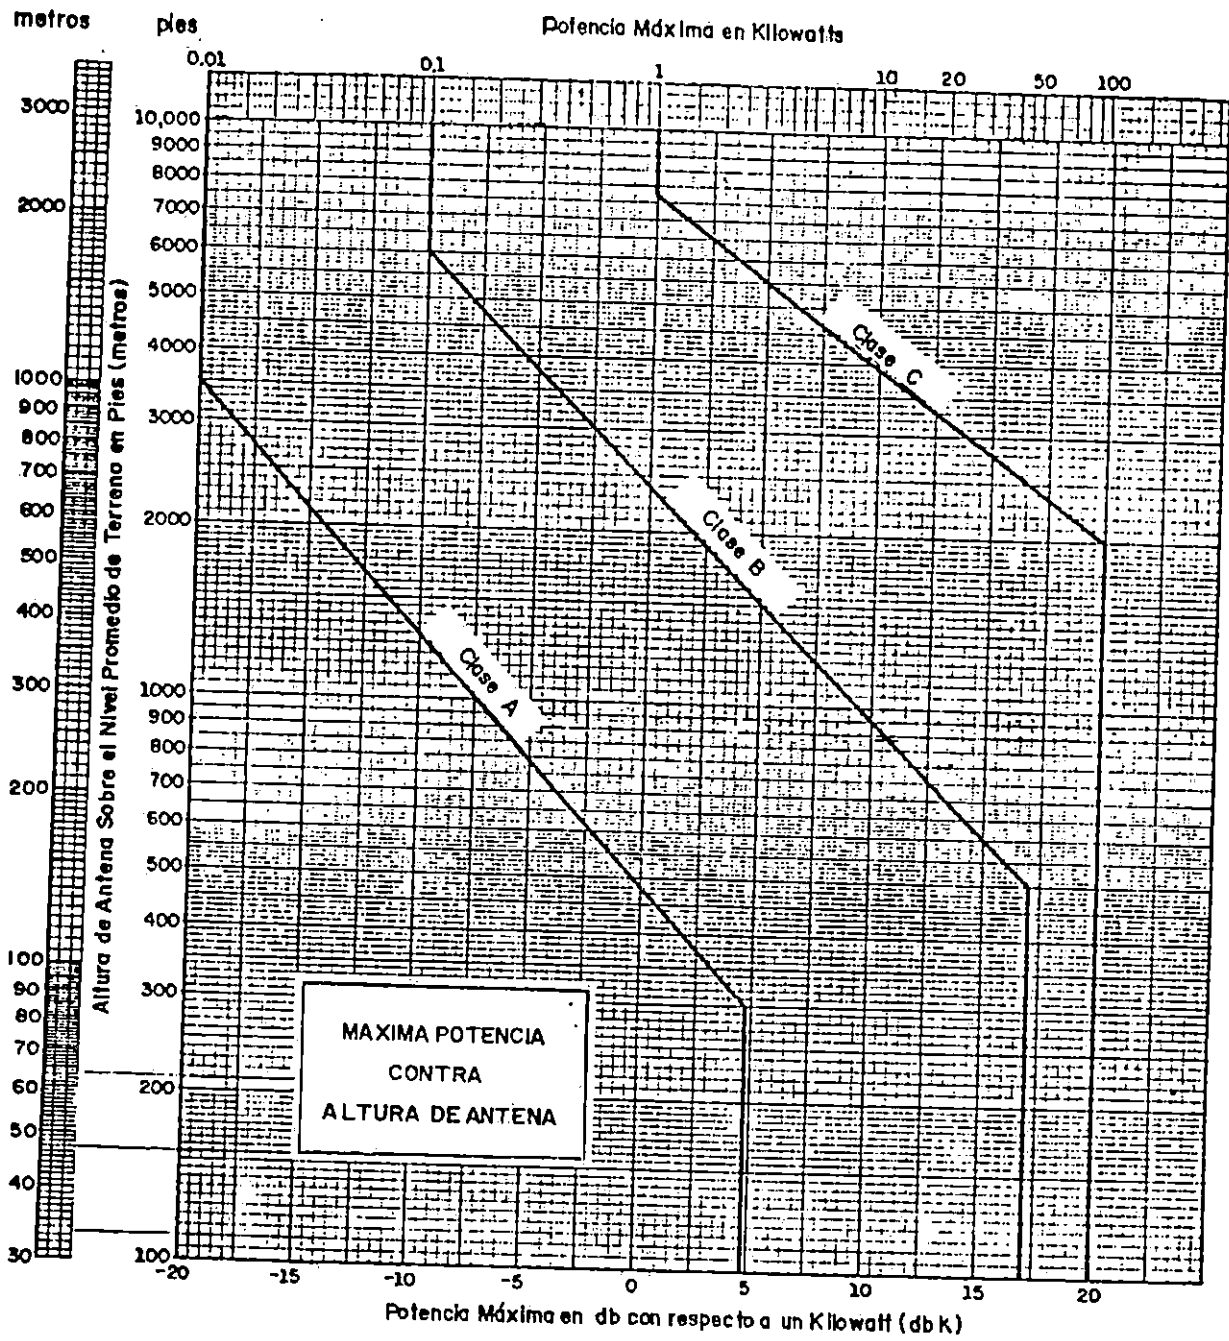 metros
pies
Potencia Máxima en Kilowatts
0.01 0.1 1 10 20 50 100
3000
2000
1000
900
800
700
600
500
400
300
200
100
90
80
70
60
50
40
30
Altura de Antena Sobre el Nivel Promedio de Terreno en Pies (metros)
10,000
9000
8000
7000
6000
5000
4000
3000
2000
1000
900
800
700
600
500
400
300
200
100
Clase C
Clase B
Clase A
MAXIMA POTENCIA
CONTRA
ALTURA DE ANTENA
-20 -15 -10 -5 0 5 10 15 20
Potencia Máxima en db con respecto a un Kilowatt (dbk)